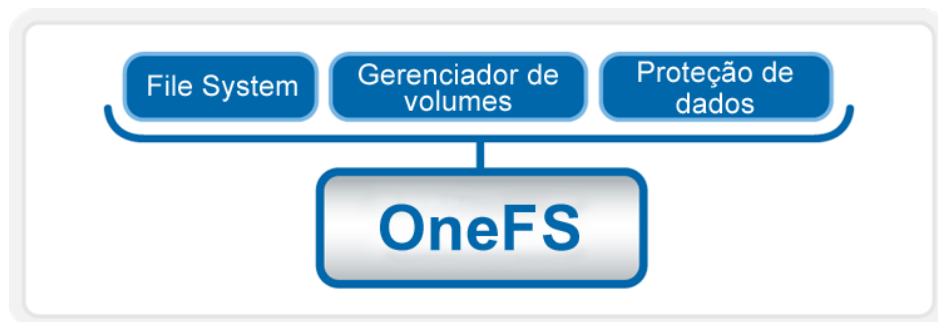 File System
Gerenciador de
volumes
Proteção de
dados
OneFS